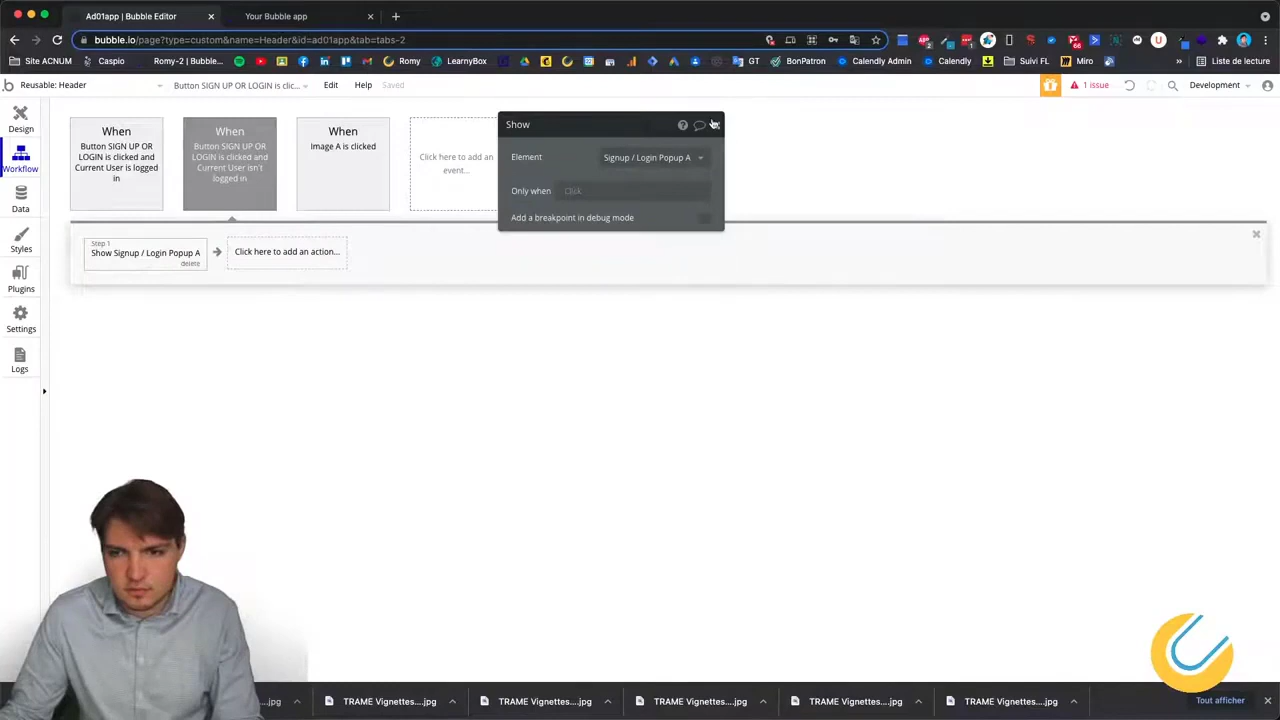 Ad01app | Bubble Editor
Your Bubble app
bubble.io/page?type=custom&name=Header&id=ad01app&tab=tabs-2
Site ACNUM
Caspio
Romy-2 | Bubble...
Romy
LearnyBox
GT
BonPatron
Calendly Admin
Calendly
Suivi FL
Miro
»
Liste de lecture
Reusable: Header
Button SIGN UP OR LOGIN is clic...
Edit
Help
Saved
1 issue
Development
Design
Workflow
Data
Styles
Plugins
Settings
Logs
When
Button SIGN UP OR
LOGIN is clicked and
Current User is logged
in
When
Button SIGN UP OR
LOGIN is clicked and
Current User isn't
logged in
When
Image A is clicked
Click here to add an
event...
Show
Element
Signup / Login Popup A
Only when
Click
Add a breakpoint in debug mode
Step 1
Show Signup / Login Popup A
delete
Click here to add an action...
...jpg
TRAME Vignettes....jpg
TRAME Vignettes....jpg
TRAME Vignettes....jpg
TRAME Vignettes....jpg
TRAME Vignettes....jpg
Tout afficher